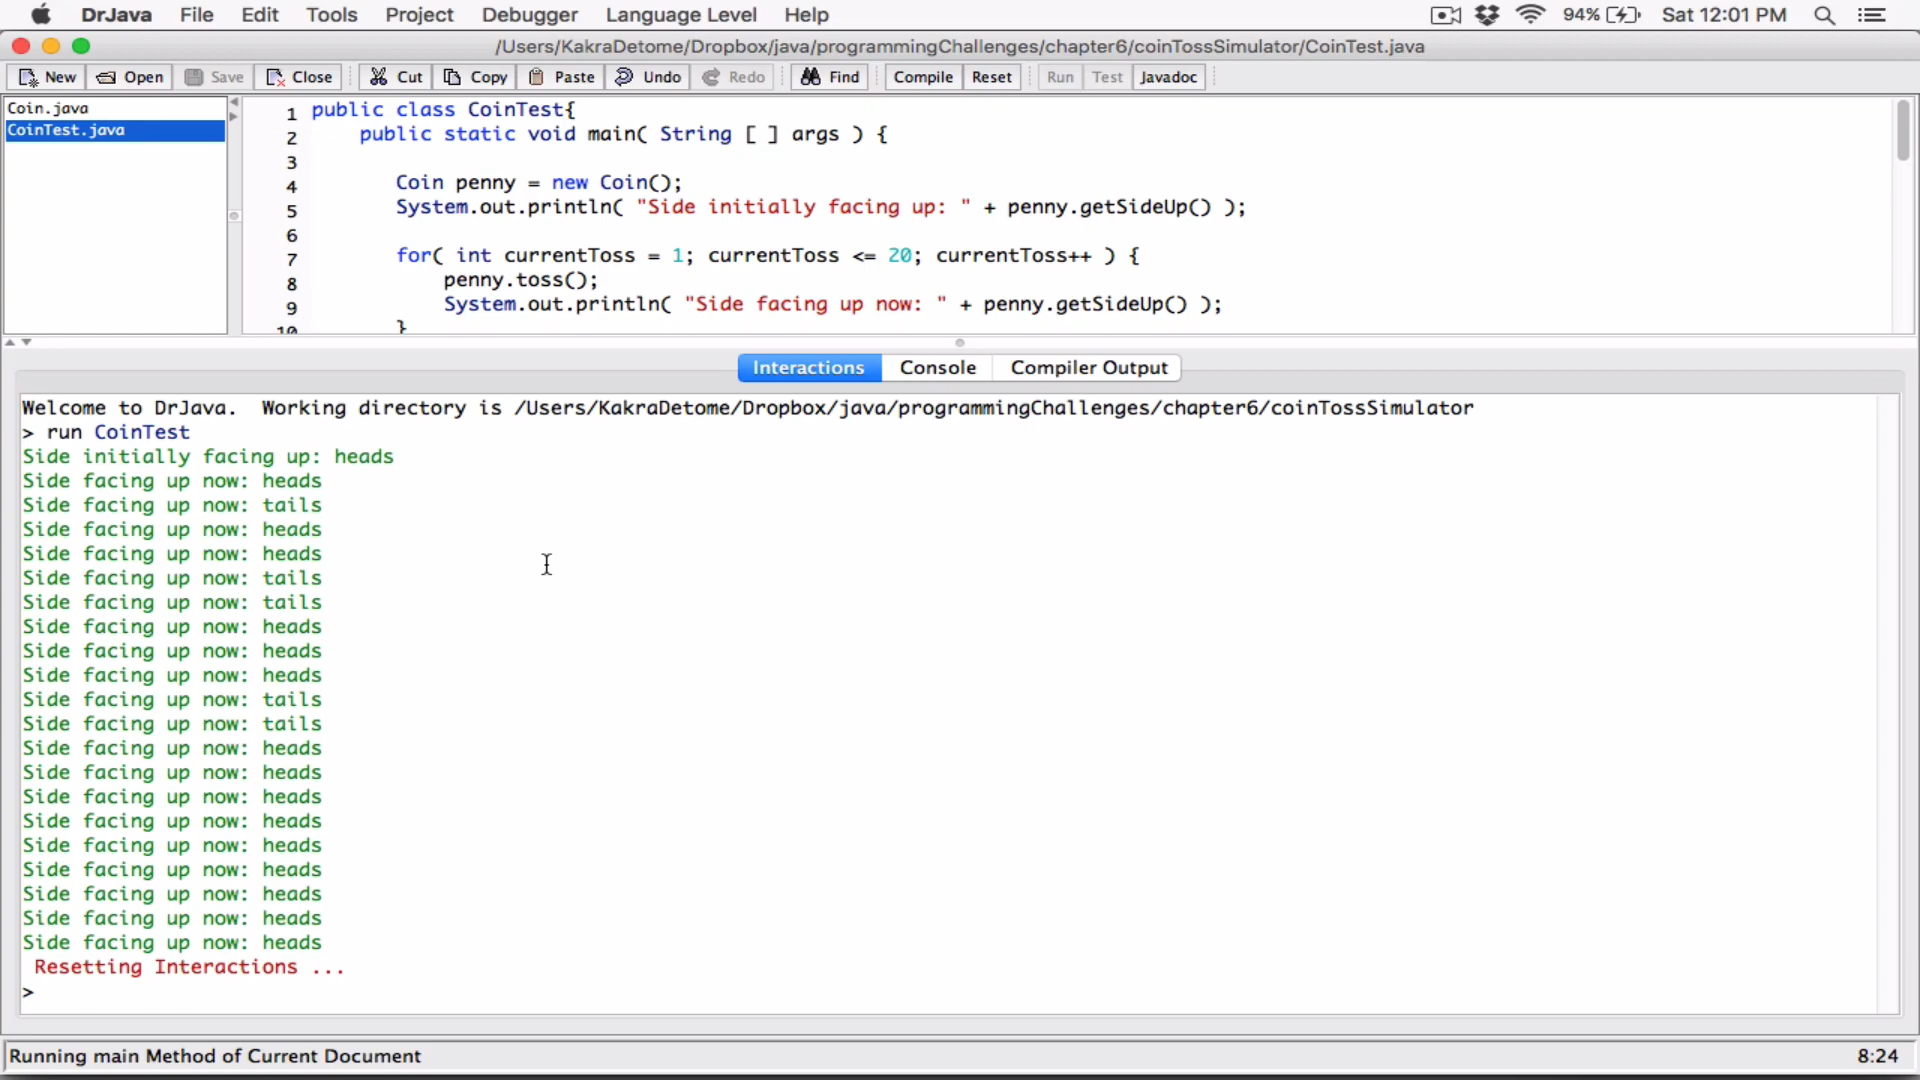 DrJava File Edit Tools Project Debugger Language Level Help 94% Sat 12:01 PM
/Users/KakraDetome/Dropbox/java/programmingChallenges/chapter6/coinTossSimulator/CoinTest.java
New Open Save Close Cut Copy Paste Undo Redo Find Compile Reset Run Test Javadoc
Coin.java
CoinTest.java
1 public class CoinTest{
2 public static void main( String [ ] args ) {
3
4 Coin penny = new Coin();
5 System.out.println( "Side initially facing up: " + penny.getSideUp() );
6
7 for( int currentToss = 1; currentToss <= 20; currentToss++ ) {
8 penny.toss();
9 System.out.println( "Side facing up now: " + penny.getSideUp() );
10 }
Interactions Console Compiler Output
Welcome to DrJava.  Working directory is /Users/KakraDetome/Dropbox/java/programmingChallenges/chapter6/coinTossSimulator
> run CoinTest
Side initially facing up: heads
Side facing up now: heads
Side facing up now: tails
Side facing up now: heads
Side facing up now: heads
Side facing up now: tails
Side facing up now: tails
Side facing up now: heads
Side facing up now: heads
Side facing up now: heads
Side facing up now: tails
Side facing up now: tails
Side facing up now: heads
Side facing up now: heads
Side facing up now: heads
Side facing up now: heads
Side facing up now: heads
Side facing up now: heads
Side facing up now: heads
Side facing up now: heads
Side facing up now: heads
Resetting Interactions ...
>
Running main Method of Current Document 8:24